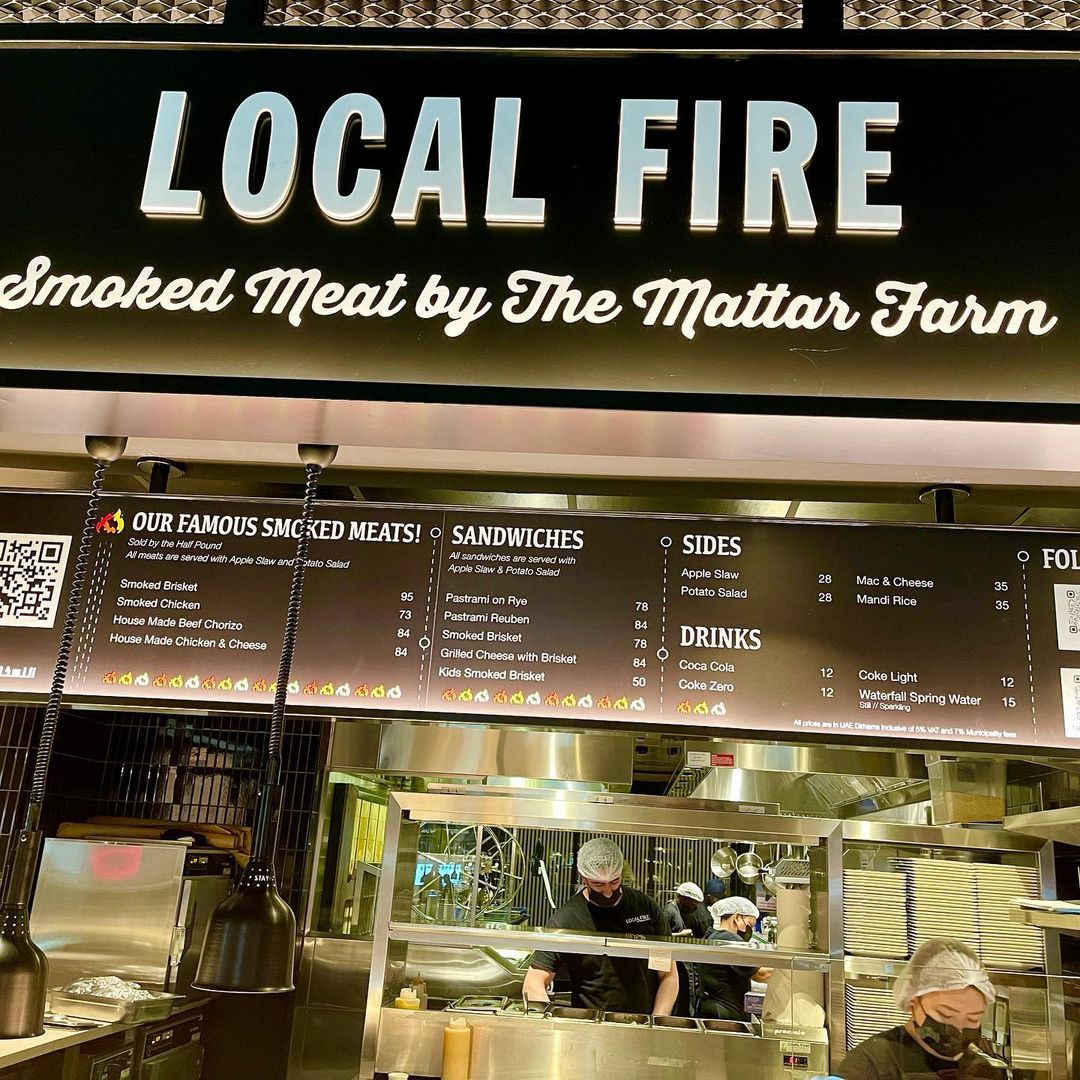 LOCAL FIRE
Smoked Meat by The Mattar Farm
OUR FAMOUS SMOKED MEATS!
Sold by the Half Pound
All meats are served with Apple Slaw and Potato Salad
Smoked Brisket 95
Smoked Chicken 73
House Made Beef Chorizo 84
House Made Chicken & Cheese 84
SANDWICHES
All sandwiches are served with
Apple Slaw & Potato Salad
Pastrami on Rye 78
Pastrami Reuben 84
Smoked Brisket 78
Grilled Cheese with Brisket 84
Kids Smoked Brisket 50
SIDES
Apple Slaw 28
Potato Salad 28
Mac & Cheese 35
Mandi Rice 35
DRINKS
Coca Cola 12
Coke Zero 12
Coke Light 12
Waterfall Spring Water 15
Still // Sparkling
All prices are in UAE Dirhams inclusive of 5% VAT and 7% Municipality fees
FOL
LOCAL FIRE